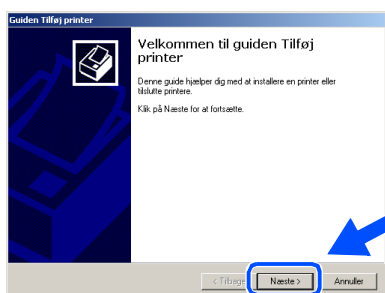 Guiden Tilføj printer
Velkommen til guiden Tilføj
printer
Denne guide hjælper dig med at installere en printer eller
tilslutte printere.
Klik på Næste for at fortsætte.
< Tilbage
Næste >
Annuller